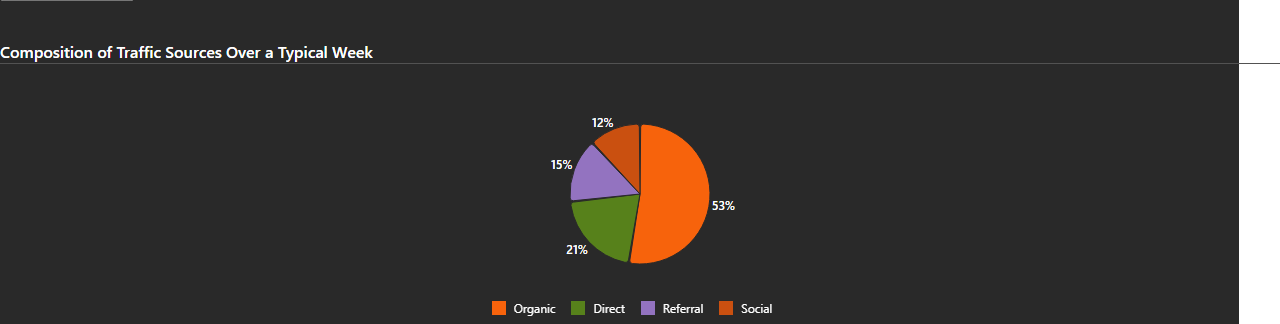 Composition of Traffic Sources Over a Typical Week
12%
15%
53%
21%
Organic Direct Referral Social